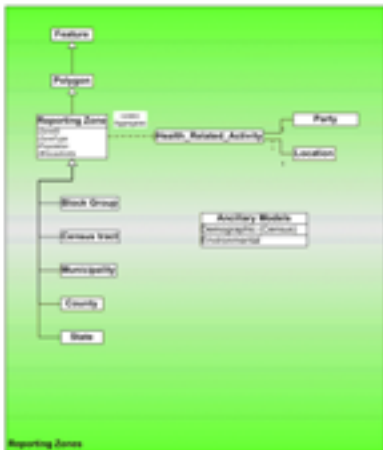 Feature
Polygon
Reporting Zone
Health_Related_Activity
Party
Location
Block Group
Census tract
Municipality
County
State
Ancillary Models
Demographic (Census)
Environmental
Reporting Zones